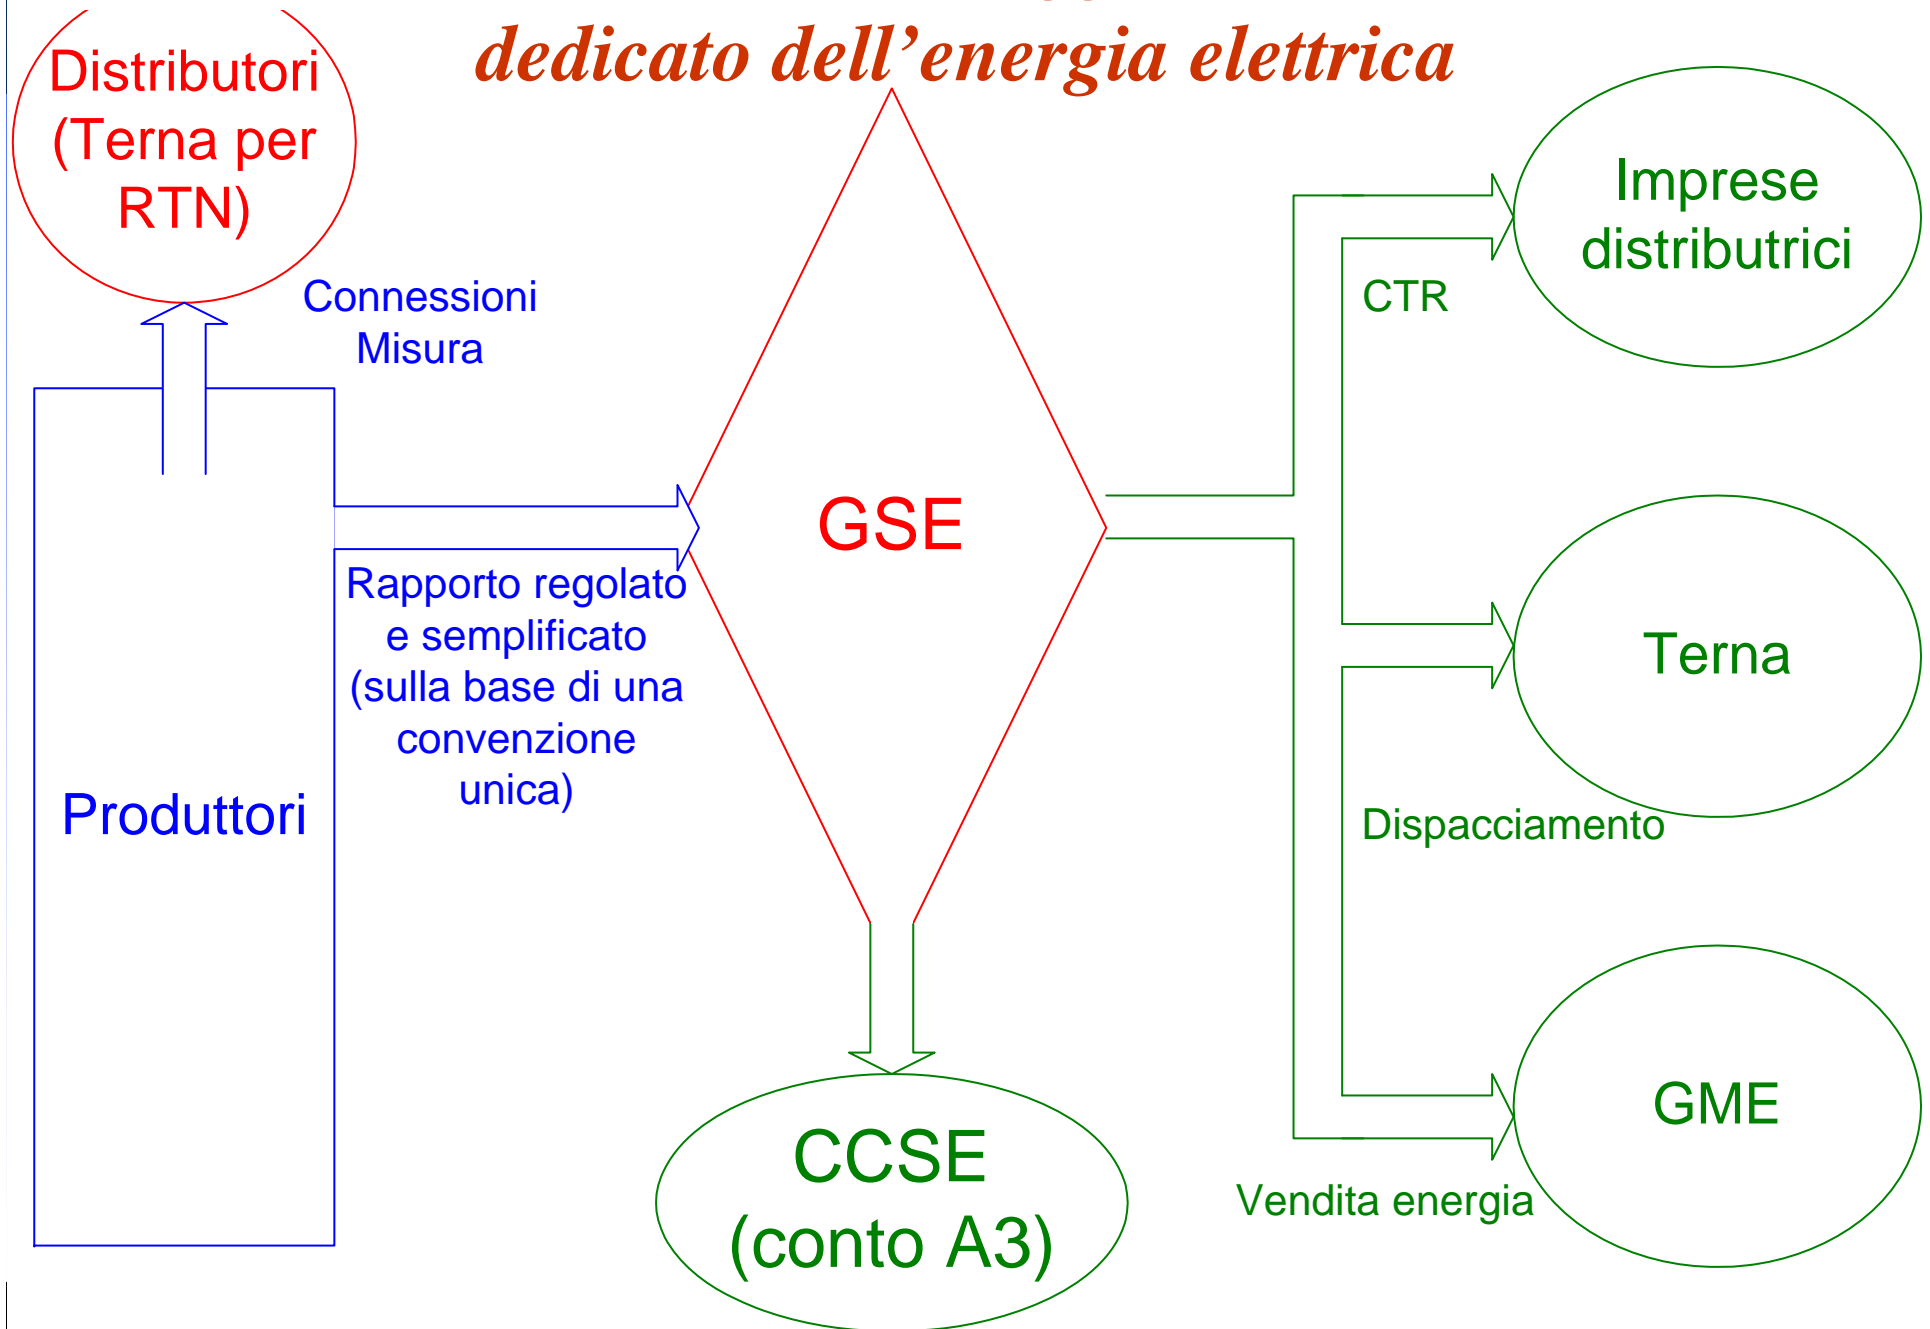 dedicato dell’energia elettrica
Distributori
(Terna per
RTN)
Connessioni
Misura
Produttori
Rapporto regolato
e semplificato
(sulla base di una
convenzione
unica)
GSE
CCSE
(conto A3)
CTR
Imprese
distributrici
Terna
Dispacciamento
GME
Vendita energia